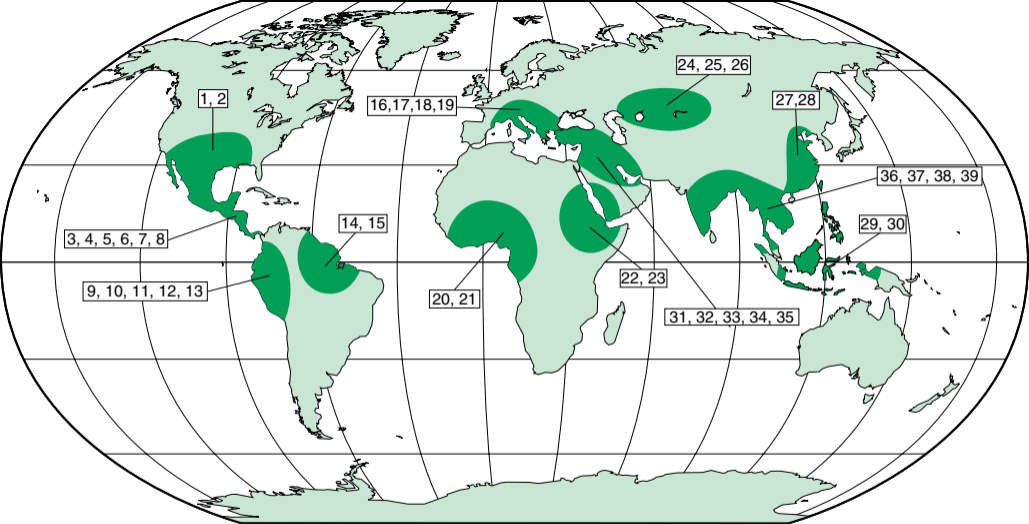 24, 25, 26
1, 2
16,17,18,19
27,28
36, 37, 38, 39
14, 15
29, 30
3, 4, 5, 6, 7, 8
22, 23
9, 10, 11, 12, 13
20, 21
31, 32, 33, 34, 35